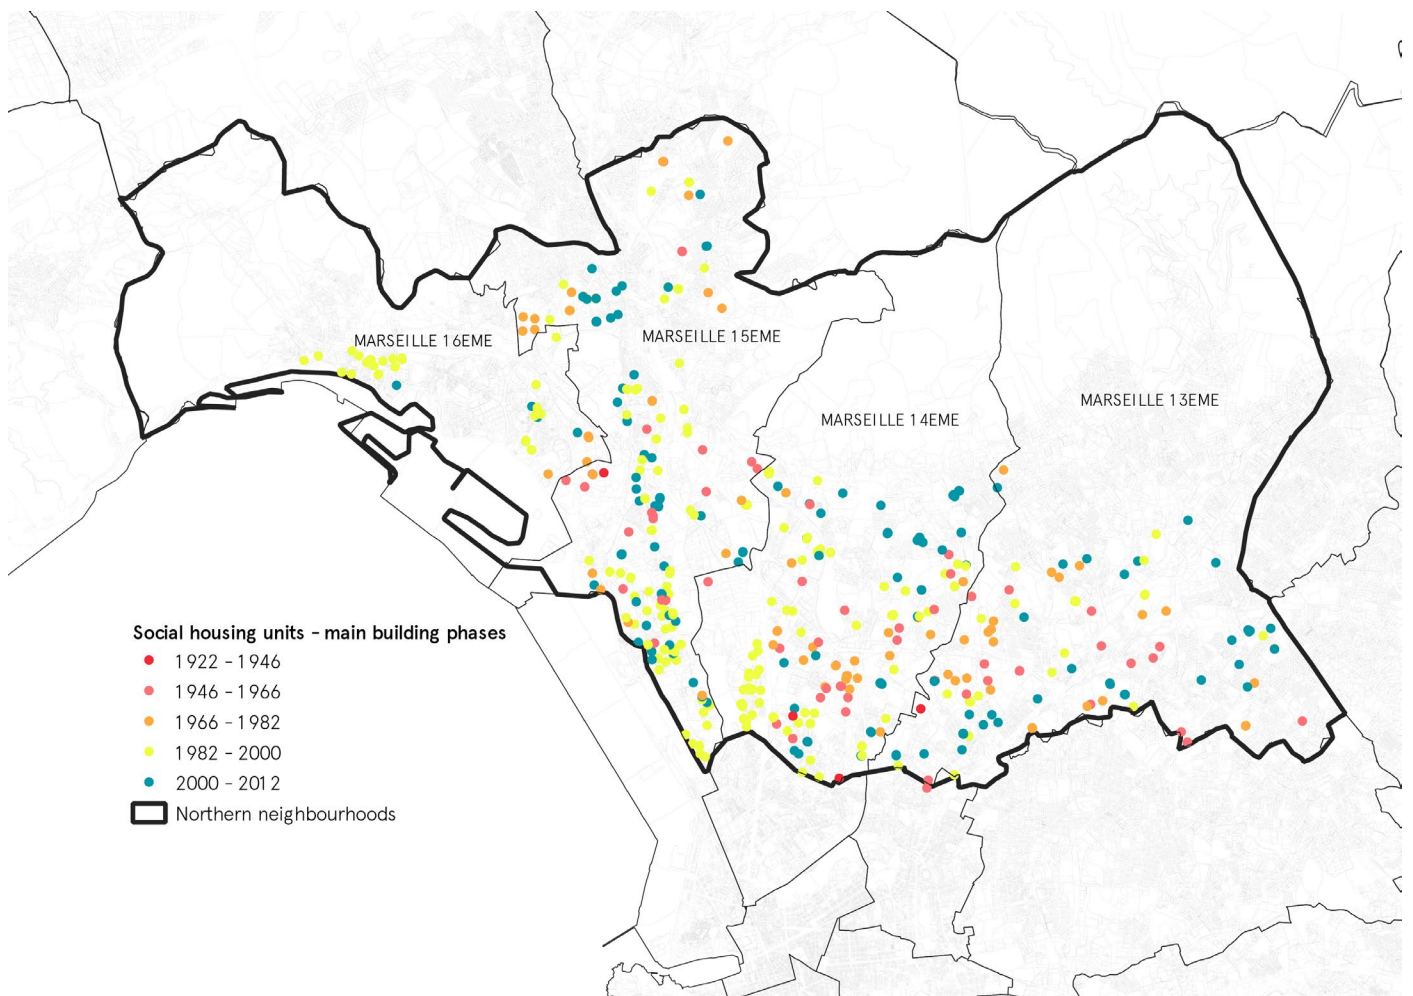 MARSEILLE 16EME
MARSEILLE 15EME
MARSEILLE 14EME
MARSEILLE 13EME
Social housing units - main building phases
1922 - 1946
1946 - 1966
1966 - 1982
1982 - 2000
2000 - 2012
Northern neighbourhoods